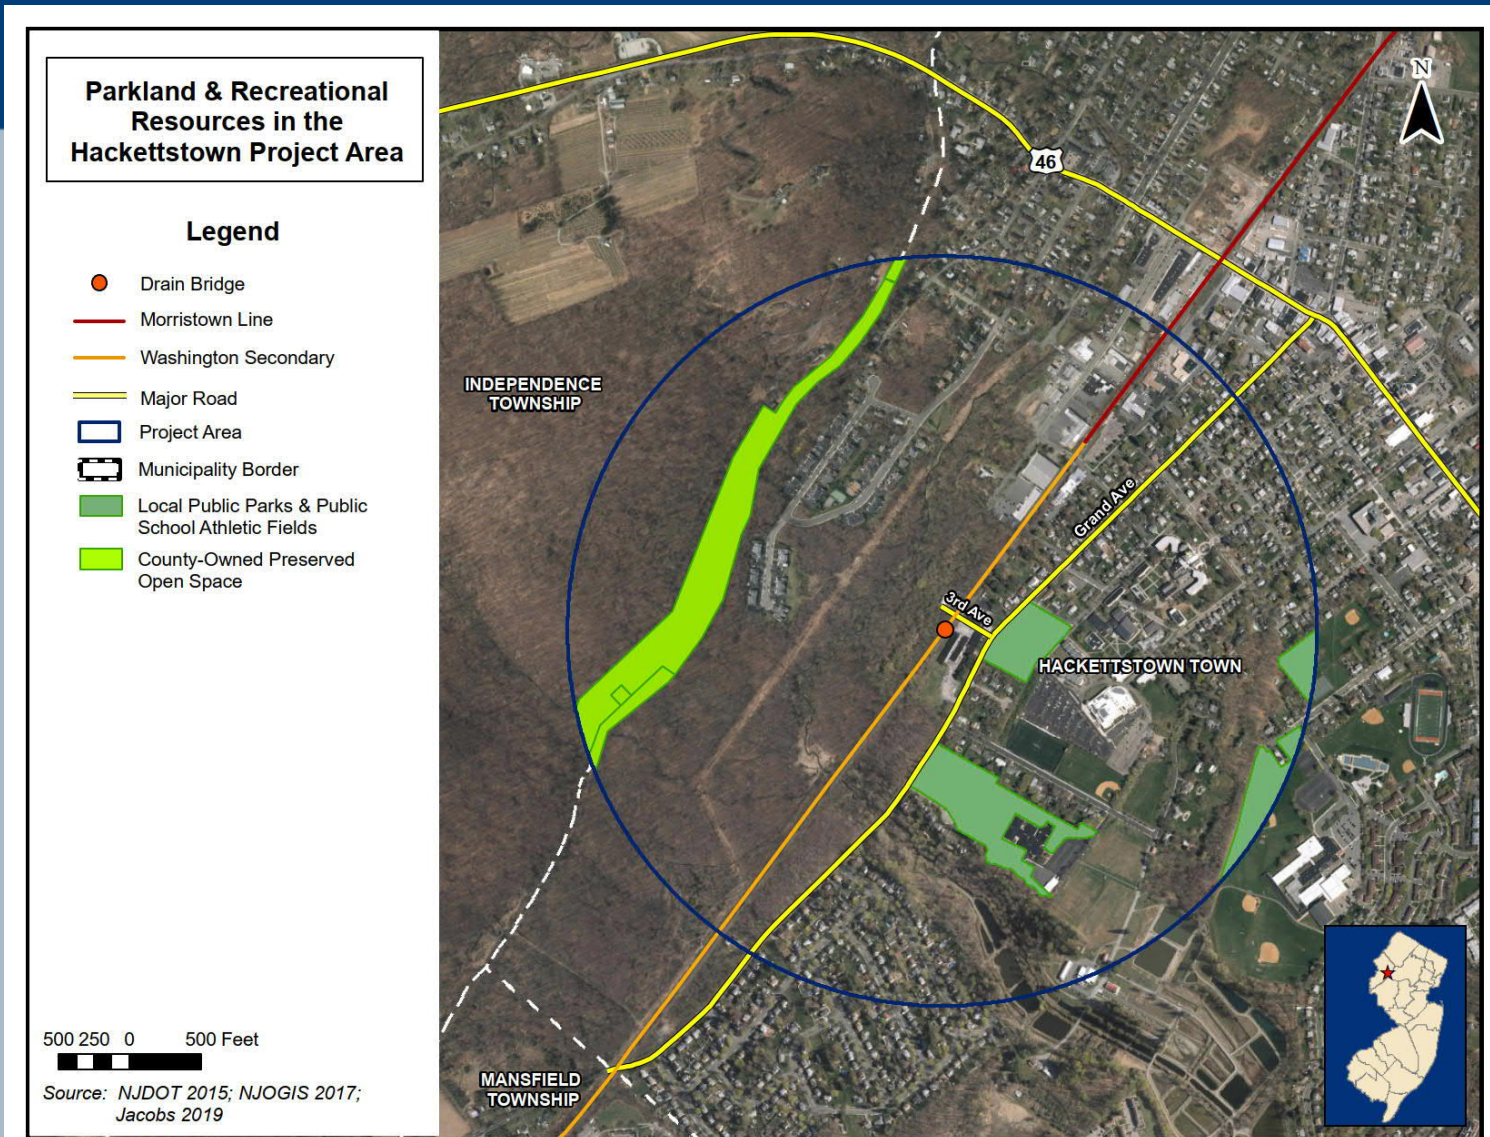 Parkland & Recreational
Resources in the
Hackettstown Project Area
Legend
Drain Bridge
Morristown Line
Washington Secondary
Major Road
Project Area
Municipality Border
Local Public Parks & Public
School Athletic Fields
County-Owned Preserved
Open Space
500 250 0 500 Feet
Source: NJDOT 2015; NJOGIS 2017;
Jacobs 2019
N
46
INDEPENDENCE
TOWNSHIP
Grand Ave
3rd Ave
HACKETTSTOWN TOWN
MANSFIELD
TOWNSHIP